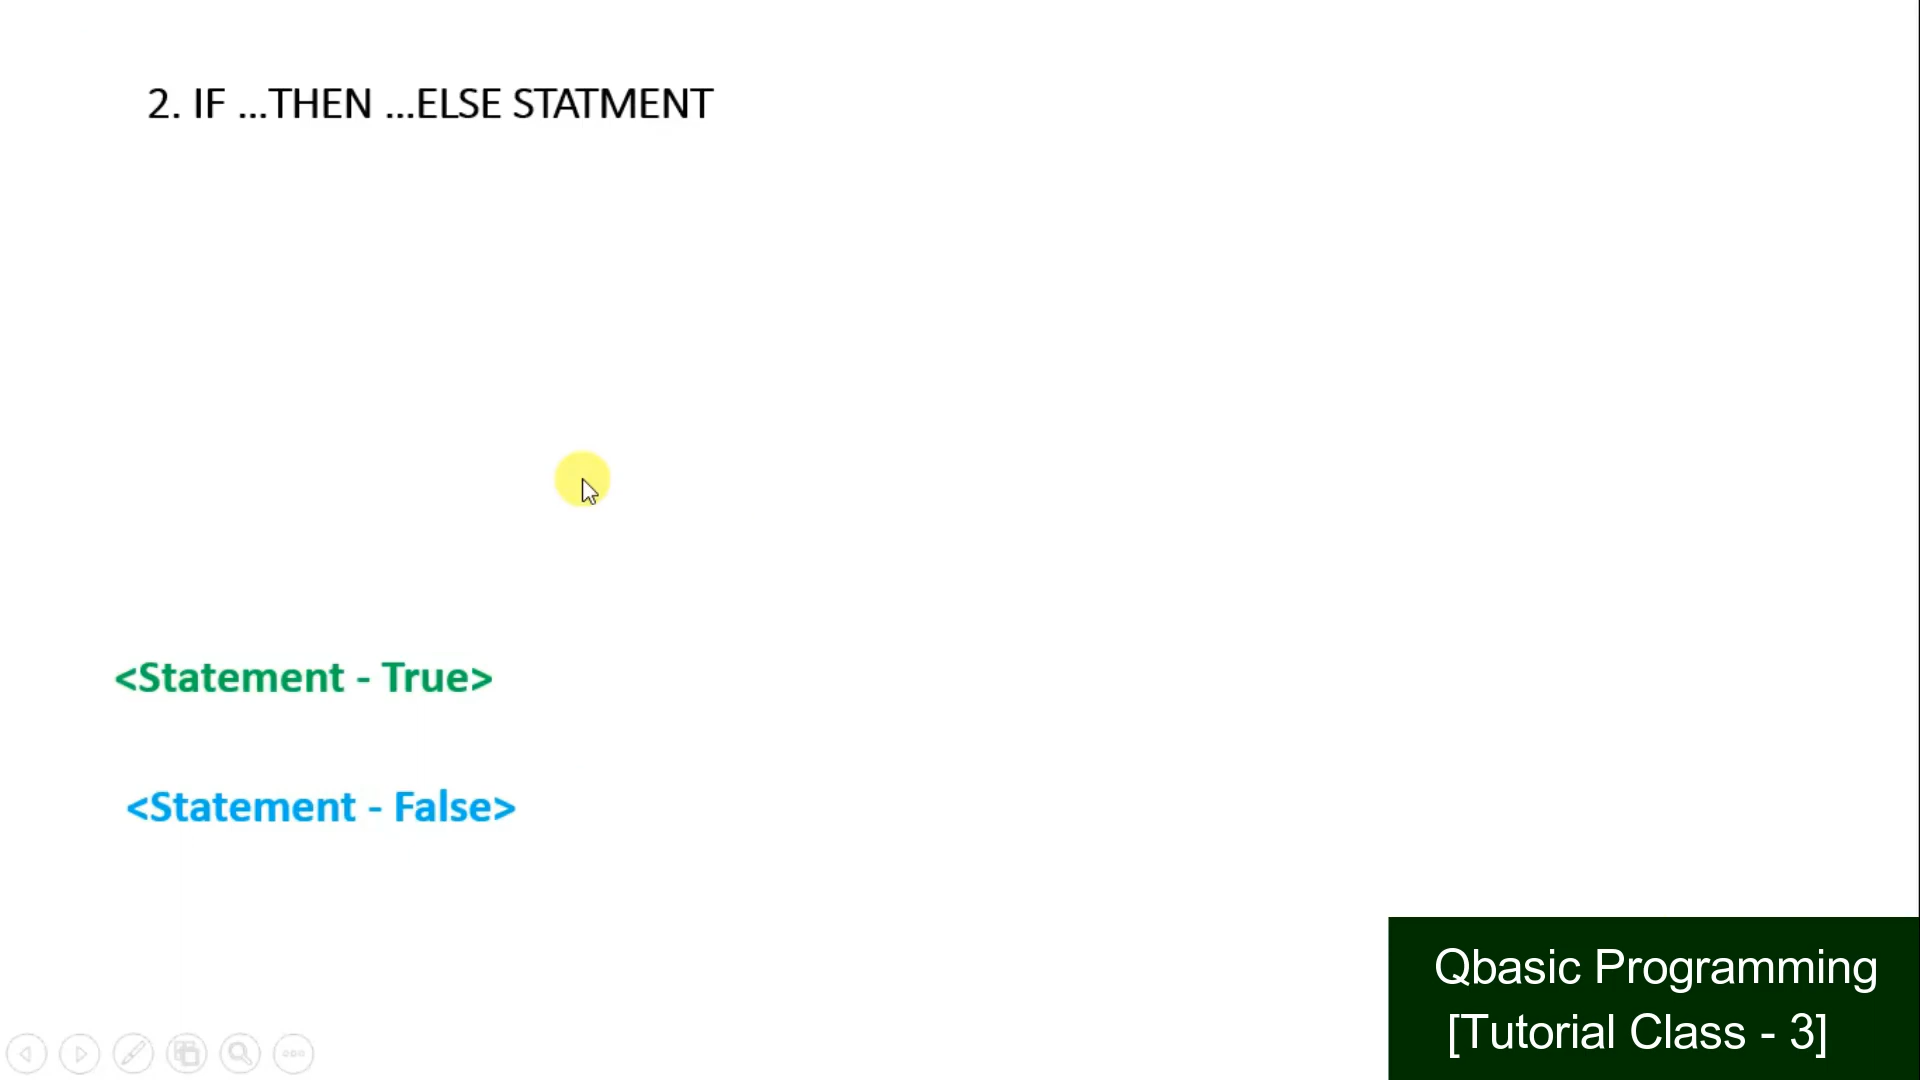 2. IF ...THEN ...ELSE STATMENT
<Statement - True>
<Statement - False>
Qbasic Programming
[Tutorial Class - 3]